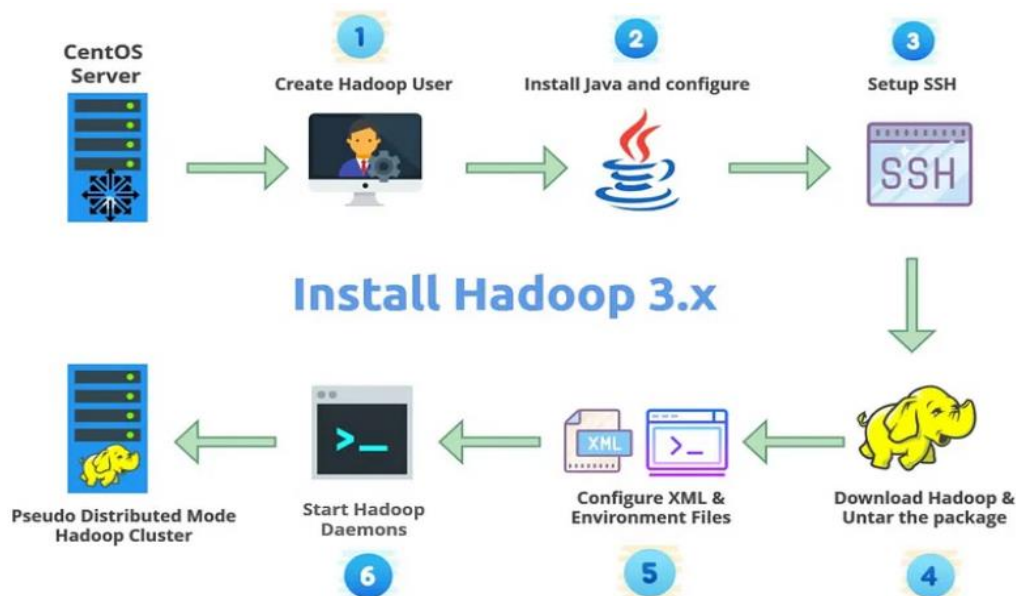 CentOS
Server
1
Create Hadoop User
2
Install Java and configure
3
Setup SSH
SSH
Install Hadoop 3.x
Download Hadoop &
Untar the package
4
XML
>_
Configure XML &
Environment Files
5
>_
Start Hadoop
Daemons
6
Pseudo Distributed Mode
Hadoop Cluster